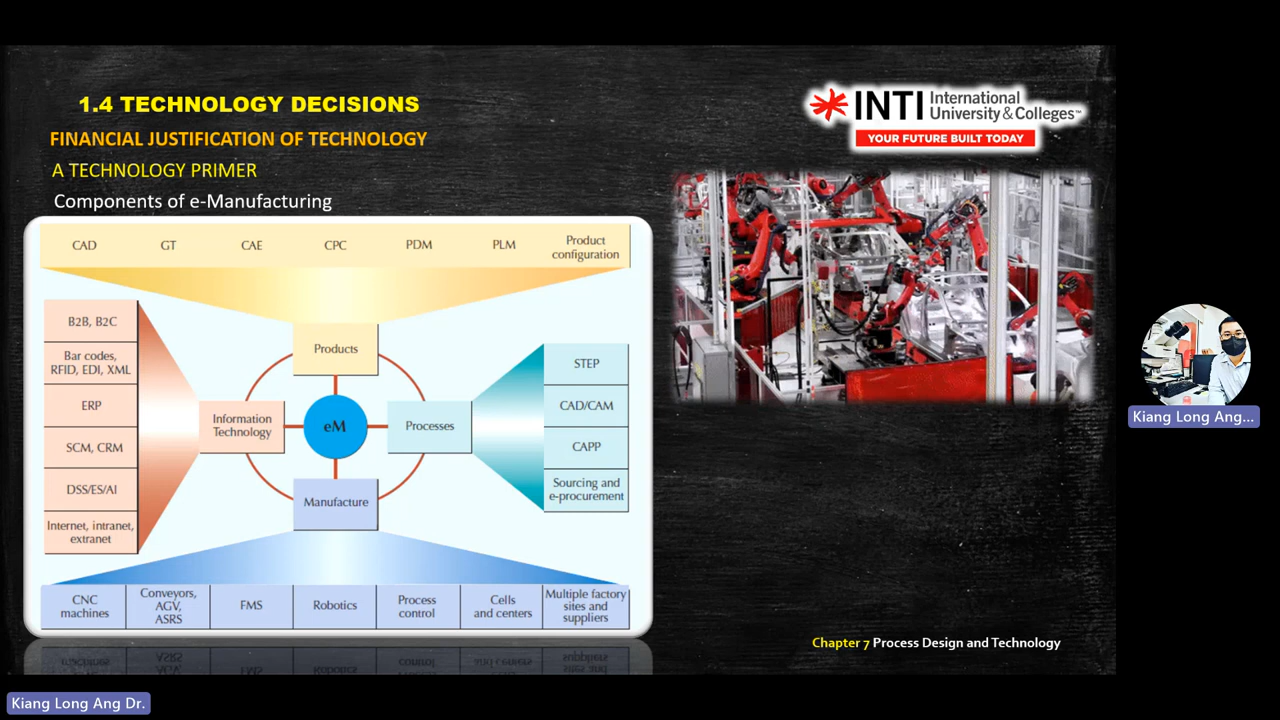 1.4 TECHNOLOGY DECISIONS
FINANCIAL JUSTIFICATION OF TECHNOLOGY
A TECHNOLOGY PRIMER
Components of e-Manufacturing
INTI International
University & Colleges™
YOUR FUTURE BUILT TODAY
CAD GT CAE CPC PDM PLM Product
configuration
B2B, B2C
Bar codes,
RFID, EDI, XML
ERP
SCM, CRM
DSS/ES/AI
Internet, intranet,
extranet
Products
Information
Technology
eM
Processes
Manufacture
STEP
CAD/CAM
CAPP
Sourcing and
e-procurement
CNC
machines
Conveyors,
AGV,
ASRS
FMS
Robotics
Process
control
Cells
and centers
Multiple factory
sites and
suppliers
Chapter 7 Process Design and Technology
Kiang Long Ang...
Kiang Long Ang Dr.